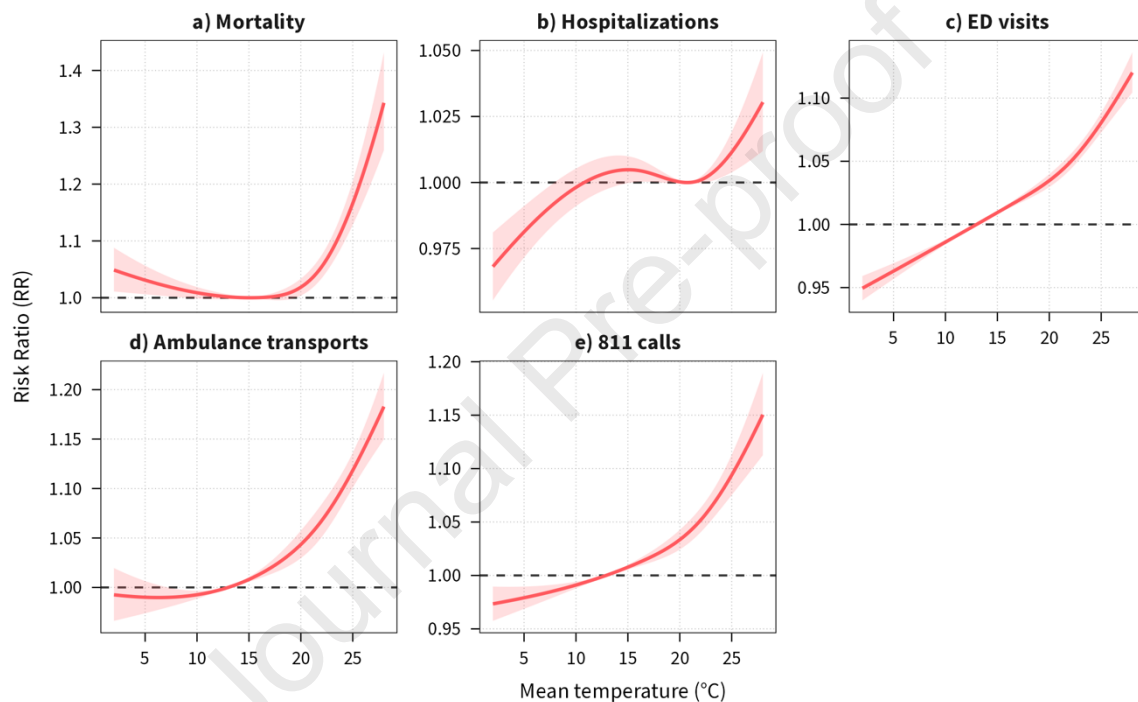 a) Mortality
b) Hospitalizations
c) ED visits
1.4
1.3
1.2
1.1
1.0
1.050
1.025
1.000
0.975
1.10
1.05
1.00
0.95
5 10 15 20 25
d) Ambulance transports
e) 811 calls
1.20
1.15
1.10
1.05
1.00
1.20
1.15
1.10
1.05
1.00
0.95
5 10 15 20 25
5 10 15 20 25
Risk Ratio (RR)
Mean temperature (°C)
Journal Pre-proof